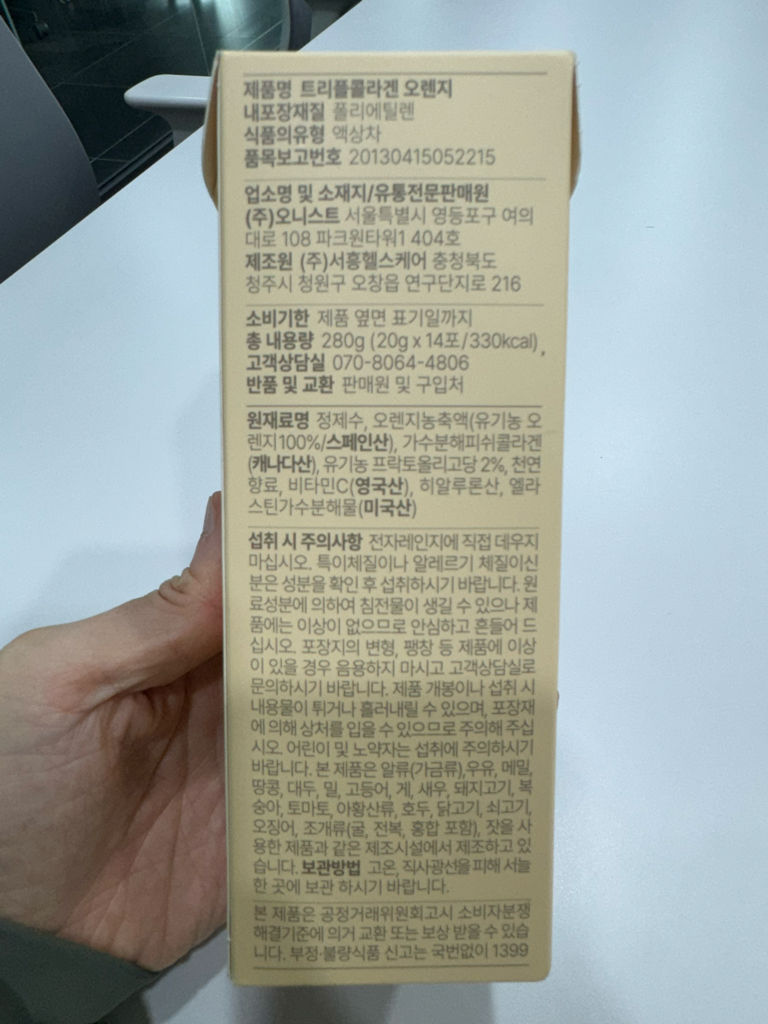 제품명 트리플콜라겐 오렌지
내포장재질 폴리에틸렌
식품의유형 액상차
품목보고번호 20130415052215
업소명 및 소재지/유통전문판매원
(주)오니스트 서울특별시 영등포구 여의
대로 108 파크원타워1 404호
제조원 (주)서흥헬스케어 충청북도
청주시 청원구 오창읍 연구단지로 216
소비기한 제품 옆면 표기일까지
총 내용량 280g (20g x 14포/330kcal),
고객상담실 070-8064-4806
반품 및 교환 판매원 및 구입처
원재료명 정제수, 오렌지농축액(유기농 오
렌지100%/스페인산), 가수분해피쉬콜라겐
(캐나다산), 유기농 프락토올리고당 2%, 천연
향료, 비타민C(영국산), 히알루론산, 엘라
스틴가수분해물(미국산)
섭취 시 주의사항 전자레인지에 직접 데우지
마십시오. 특이체질이나 알레르기 체질이신
분은 성분을 확인 후 섭취하시기 바랍니다. 원
료성분에 의하여 침전물이 생길 수 있으나 제
품에는 이상이 없으므로 안심하고 흔들어 드
십시오. 포장지의 변형, 팽창 등 제품에 이상
이 있을 경우 음용하지 마시고 고객상담실로
문의하시기 바랍니다. 제품 개봉이나 섭취 시
내용물이 튀거나 흘러내릴 수 있으며, 포장재
에 의해 상처를 입을 수 있으므로 주의해 주십
시오. 어린이 및 노약자는 섭취에 주의하시기
바랍니다. 본 제품은 알류(가금류),우유, 메밀,
땅콩, 대두, 밀, 고등어, 게, 새우, 돼지고기, 복
숭아, 토마토, 아황산류, 호두, 닭고기, 쇠고기,
오징어, 조개류(굴, 전복, 홍합 포함), 잣을 사
용한 제품과 같은 제조시설에서 제조하고 있
습니다. 보관방법 고온, 직사광선을 피해 서늘
한 곳에 보관 하시기 바랍니다.
본 제품은 공정거래위원회고시 소비자분쟁
해결기준에 의거 교환 또는 보상 받을 수 있습
니다. 부정·불량식품 신고는 국번없이 1399